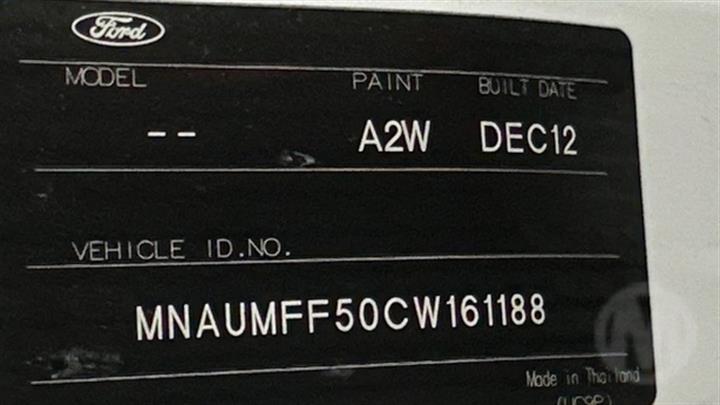 Ford
MODEL PAINT BUILT DATE
-- A2W DEC12
VEHICLE ID.NO.
MNAUMFF50CW161188
Made in Thailand